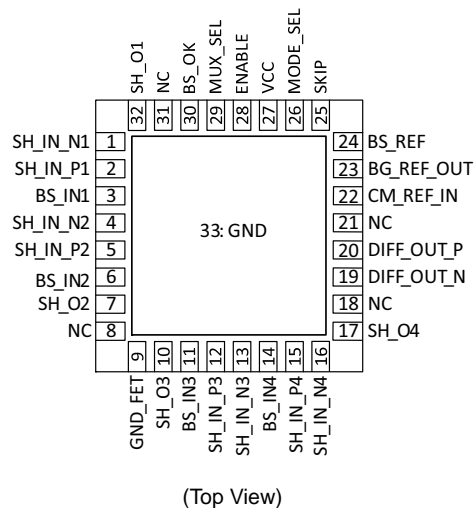 SH_O1
NC
BS_OK
MUX_SEL
ENABLE
VCC
MODE_SEL
SKIP
32 31 30 29 28 27 26 25
SH_IN_N1 1
SH_IN_P1 2
BS_IN1 3
SH_IN_N2 4
SH_IN_P2 5
BS_IN2 6
SH_O2 7
NC 8
33: GND
24 BS_REF
23 BG_REF_OUT
22 CM_REF_IN
21 NC
20 DIFF_OUT_P
19 DIFF_OUT_N
18 NC
17 SH_O4
9 10 11 12 13 14 15 16
GND_FET
SH_O3
BS_IN3
SH_IN_P3
SH_IN_N3
BS_IN4
SH_IN_P4
SH_IN_N4
(Top View)